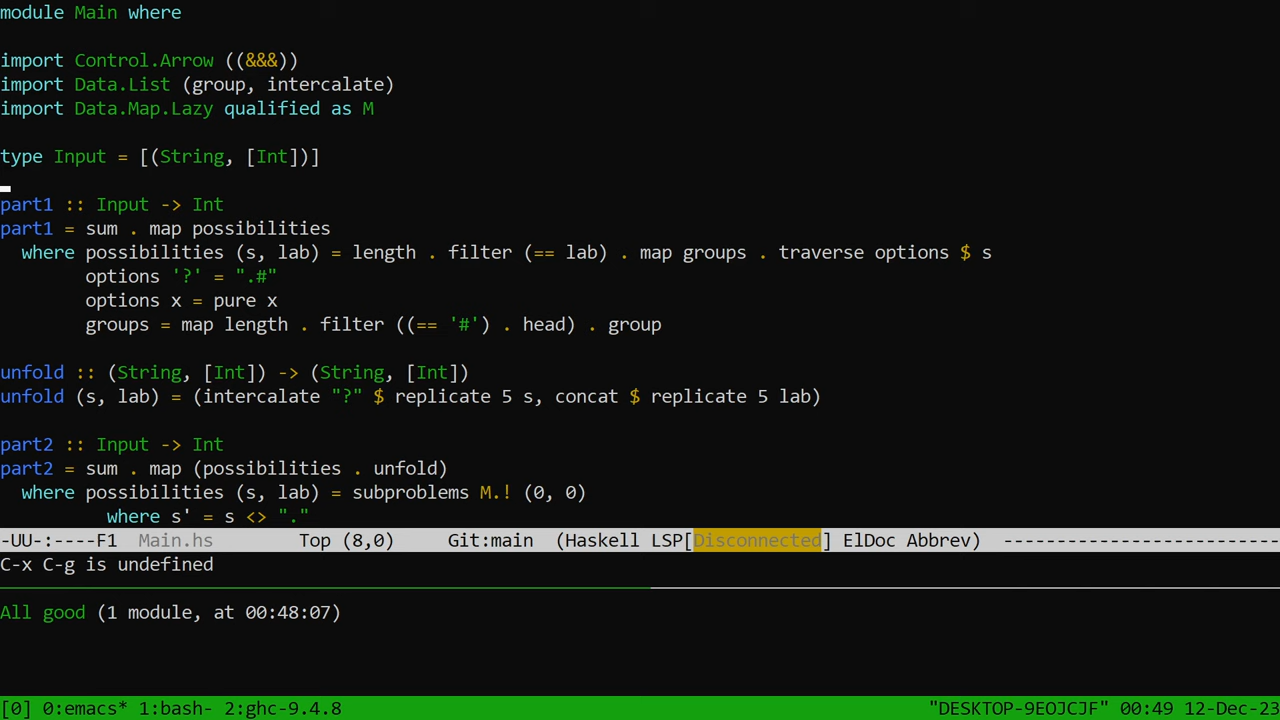 module Main where
import Control.Arrow ((&&&))
import Data.List (group, intercalate)
import Data.Map.Lazy qualified as M
type Input = [(String, [Int])]
part1 :: Input -> Int
part1 = sum . map possibilities
  where possibilities (s, lab) = length . filter (== lab) . map groups . traverse options $ s
        options '?' = ".#"
        options x = pure x
        groups = map length . filter ((== '#') . head) . group
unfold :: (String, [Int]) -> (String, [Int])
unfold (s, lab) = (intercalate "?" $ replicate 5 s, concat $ replicate 5 lab)
part2 :: Input -> Int
part2 = sum . map (possibilities . unfold)
  where possibilities (s, lab) = subproblems M.! (0, 0)
          where s' = s <> "."
-UU-:----F1  Main.hs        Top (8,0)     Git:main  (Haskell LSP[Disconnected] ElDoc Abbrev) --------------------------
C-x C-g is undefined
All good (1 module, at 00:48:07)
[0] 0:emacs* 1:bash- 2:ghc-9.4.8 "DESKTOP-9EOJCJF" 00:49 12-Dec-23